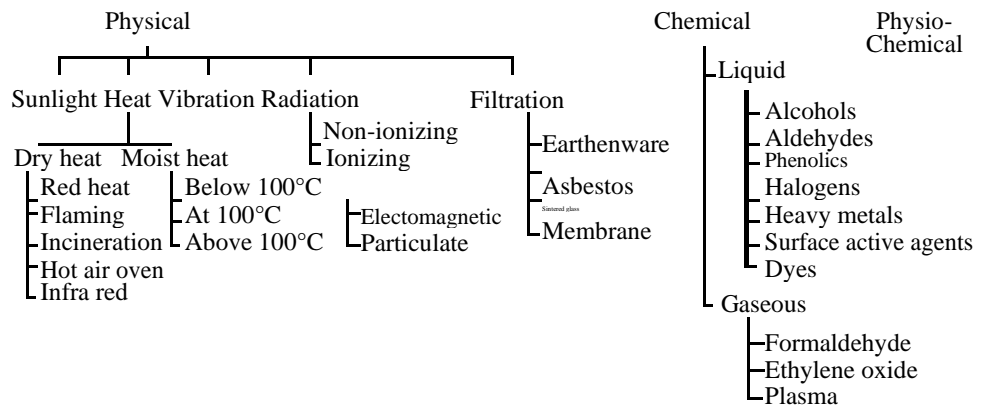 Physical
Sunlight Heat Vibration Radiation Filtration
Non-ionizing
Ionizing
Dry heat Moist heat
Red heat
Flaming
Incineration
Hot air oven
Infra red
Below 100°C
At 100°C
Above 100°C
Electomagnetic
Particulate
Earthenware
Asbestos
Sintered glass
Membrane
Chemical
Liquid
Alcohols
Aldehydes
Phenolics
Halogens
Heavy metals
Surface active agents
Dyes
Gaseous
Formaldehyde
Ethylene oxide
Plasma
Physio-
Chemical